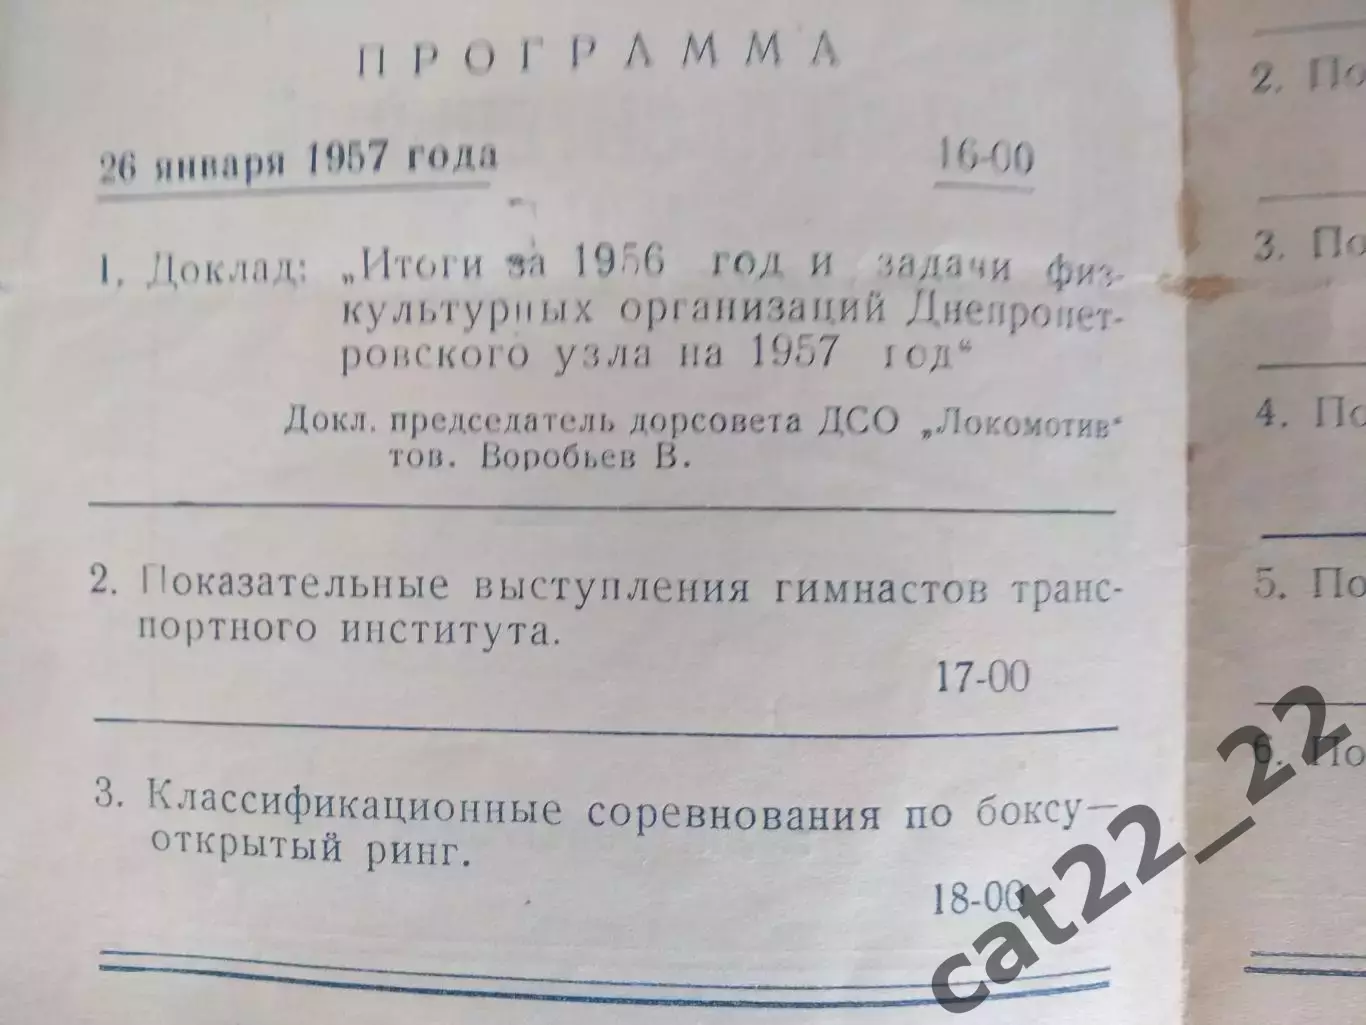 ПРОГРАММА
26 января 1957 года 16-00
1. Доклад: „Итоги за 1956 год и задачи физ-
культурных организаций Днепропет-
ровского узла на 1957 год“
Докл. председатель дорсовета ДСО „Локомотив“
тов. Воробьев В.
2. Показательные выступления гимнастов транс-
портного института.
17-00
3. Классификационные соревнования по боксу—
открытый ринг.
18-00
2. По
3. По
4. По
5. По
6. По
cat22_22